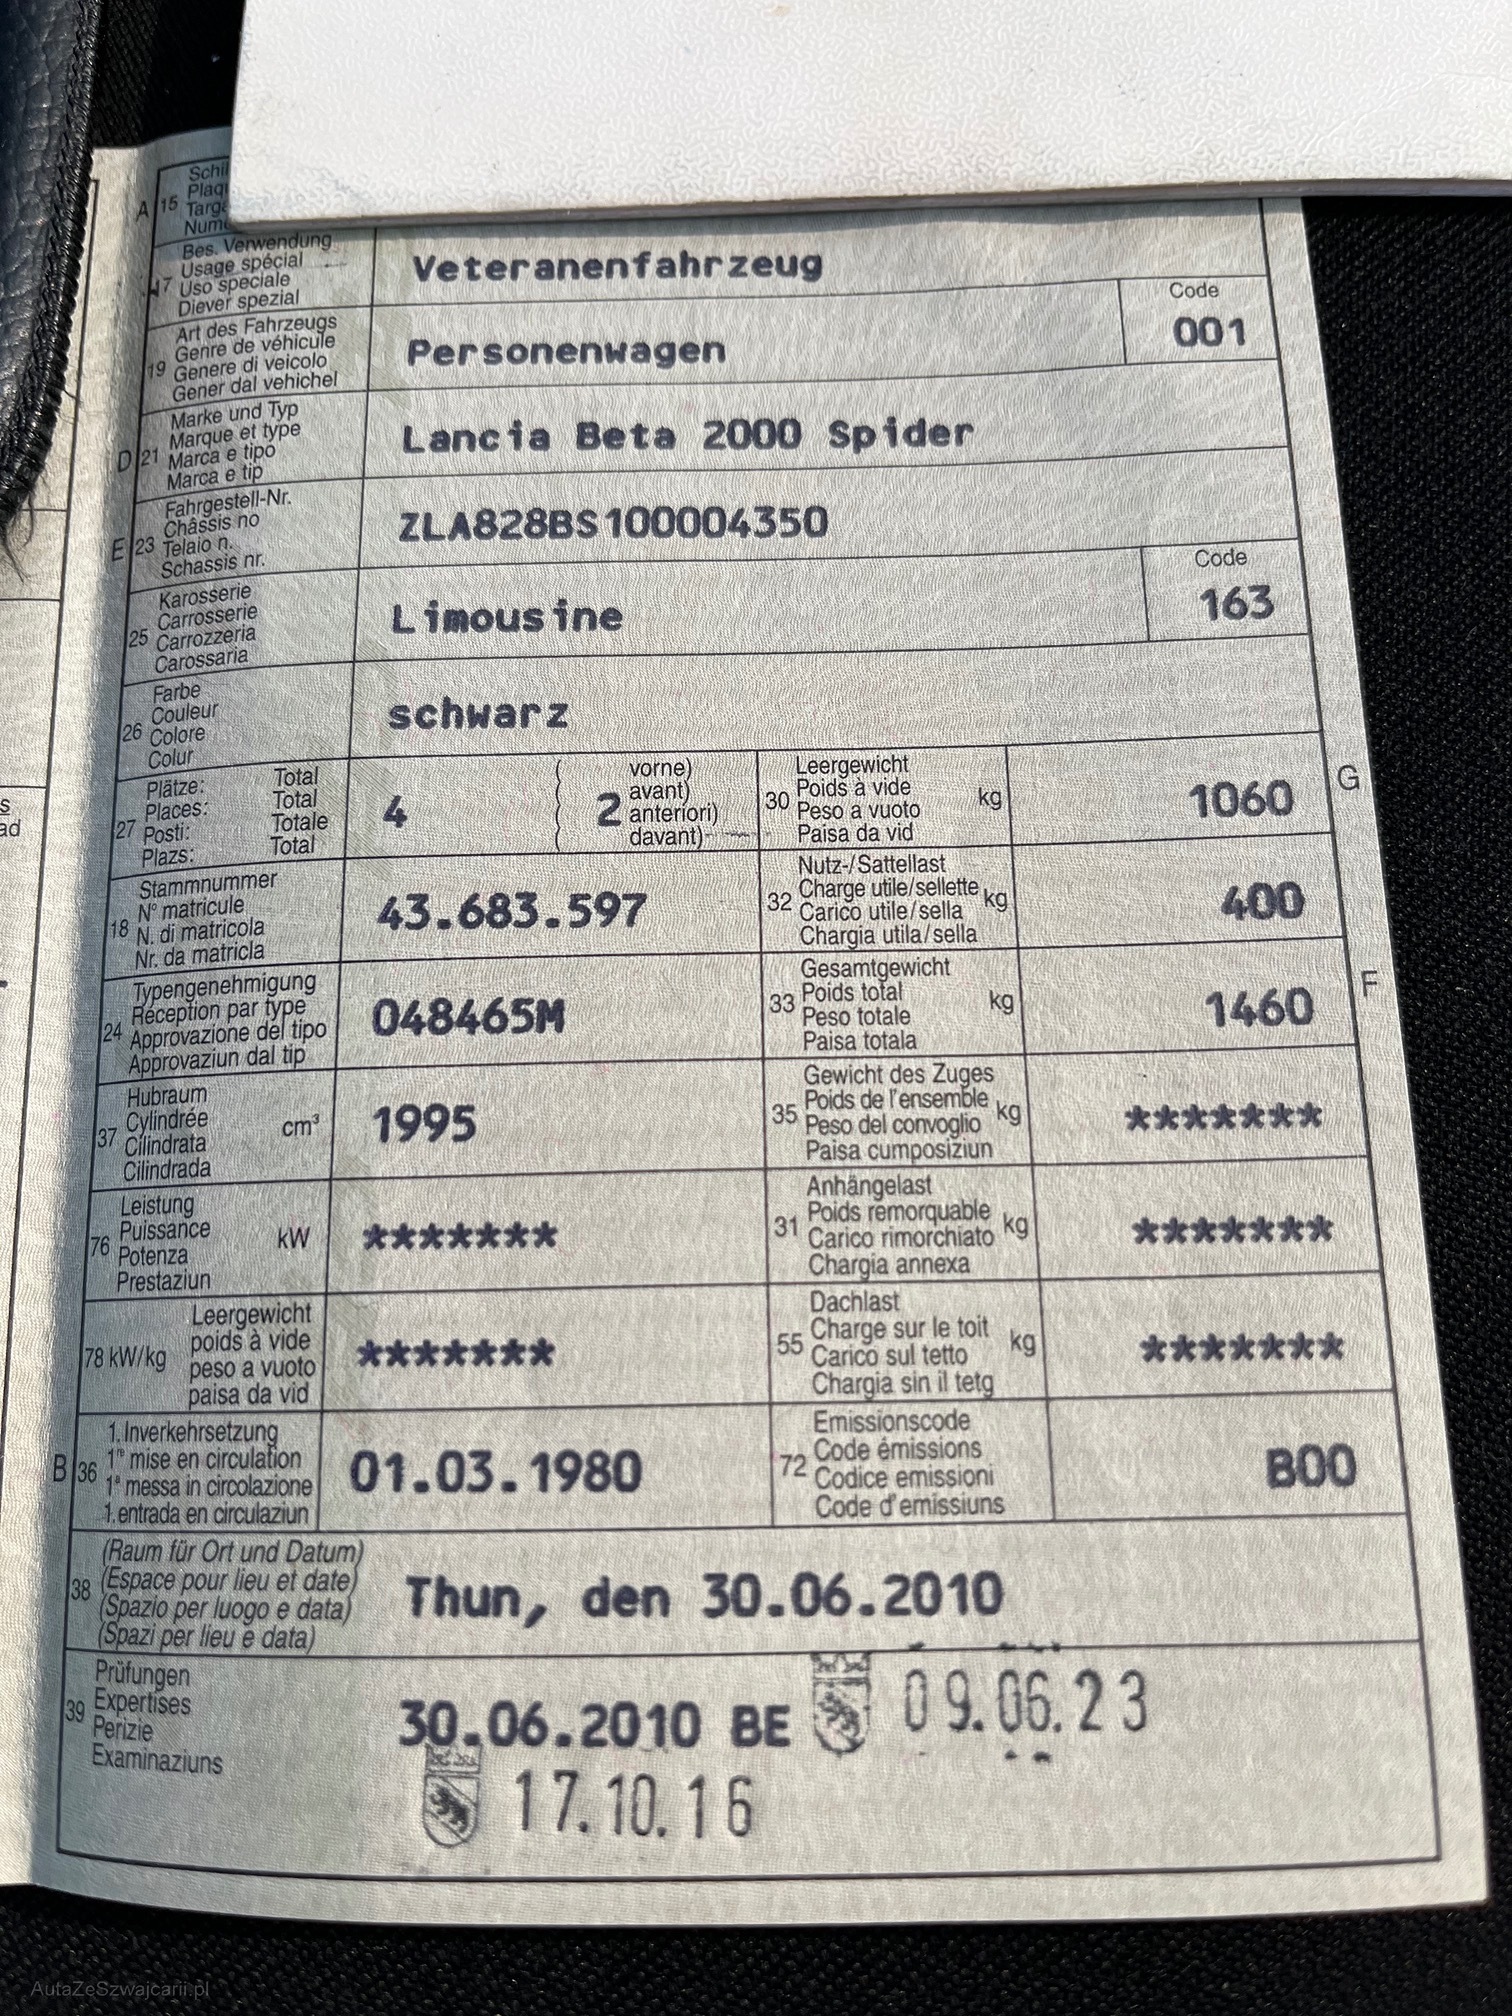 A 15
Plaq
Targ
Bes. Verwendung
17 Usage spécial
Uso speciale
Diever spezial
Veteranenfahrzeug
Art des Fahrzeugs
Genre de véhicule
19 Genere di veicolo
Gener dal vehichel
Personenwagen
Code
001
Marke und Typ
Marque et type
D 21 Marca e tipo
Marca e tip
Lancia Beta 2000 Spider
Fahrgestell-Nr.
Châssis no
E 23 Telaio n.
Schassis nr.
ZLA828BS100004350
Karosserie
Carrosserie
25 Carrozzeria
Carossaria
Limousine
Code
163
Farbe
Couleur
26 Colore
Colur
schwarz
Plätze: Total
Places: Total
27 Posti: Totale
Plazs: Total
4
2
vorne)
avant)
anteriori)
davant)
Leergewicht
30 Poids à vide kg
Peso a vuoto
Paisa da vid
1060
G
Stammnummer
N° matricule
18 N. di matricola
Nr. da matricla
43.683.597
Nutz-/Sattellast
32 Charge utile/sellette kg
Carico utile/sella
Chargia utila/sella
400
Typengenehmigung
Réception par type
24 Approvazione del tipo
Approvaziun dal tip
048465M
Gesamtgewicht
33 Poids total kg
Peso totale
Paisa totala
1460
F
Hubraum
Cylindrée cm³
37 Cilindrata
Cilindrada
1995
Gewicht des Zuges
35 Poids de l'ensemble kg
Peso del convoglio
Paisa cumposiziun
*******
Leistung
Puissance kW
76 Potenza
Prestaziun
*******
Anhängelast
31 Poids remorquable kg
Carico rimorchiato
Chargia annexa
*******
Leergewicht
78 kW/kg poids à vide
peso a vuoto
paisa da vid
*******
Dachlast
55 Charge sur le toit kg
Carico sul tetto
Chargia sin il tetg
*******
1. Inverkehrsetzung
B 36 1re mise en circulation
1a messa in circolazione
1. entrada en circulaziun
01.03.1980
Emissionscode
72 Code émissions
Codice emissioni
Code d'emissiuns
B00
(Raum für Ort und Datum)
38 (Espace pour lieu et date)
(Spazio per luogo e data)
(Spazi per lieu e data)
Thun, den 30.06.2010
Prüfungen
39 Expertises
Perizie
Examinaziuns
30.06.2010 BE 09.06.23
17.10.16
AutaZeSzwajcarii.pl